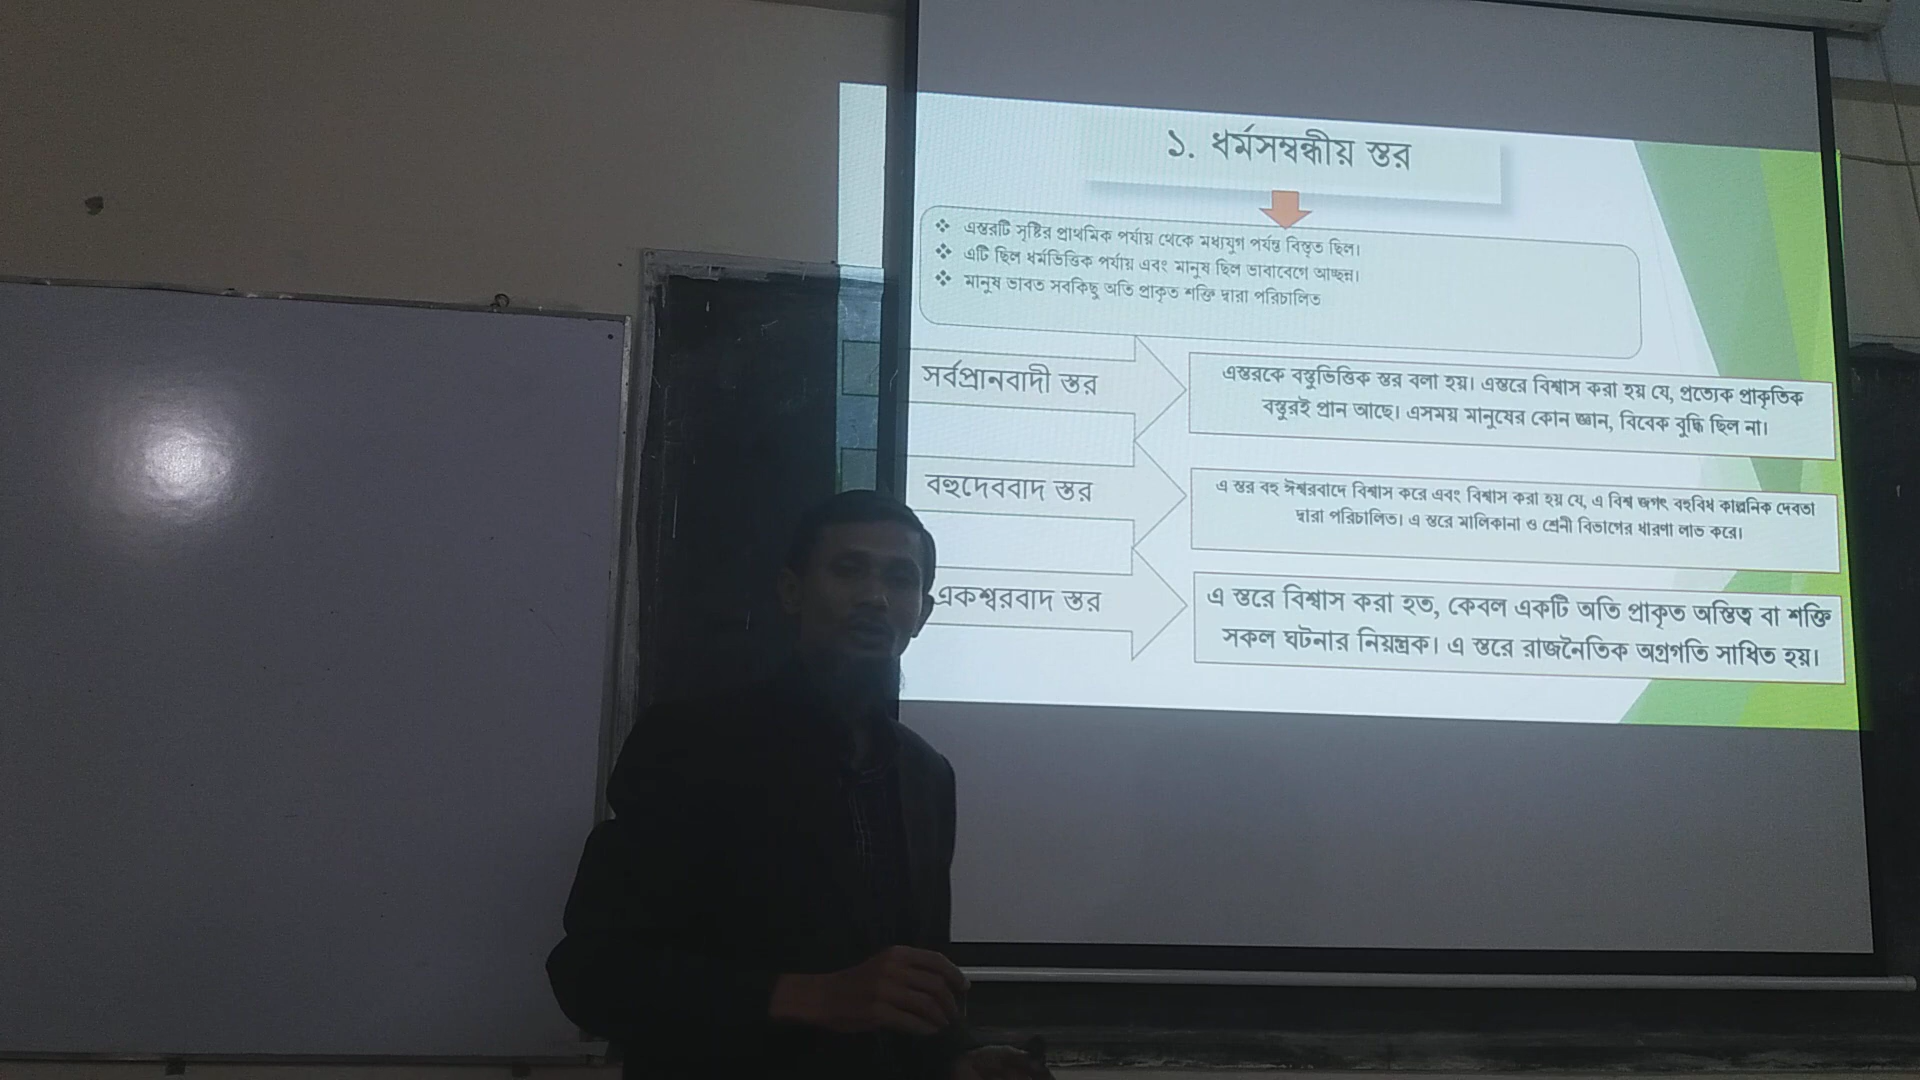 ১. ধর্মসম্বন্ধীয় স্তর
❖ এস্তরটি সৃষ্টির প্রাথমিক পর্যায় থেকে মধ্যযুগ পর্যন্ত বিস্তৃত ছিল।
❖ এটি ছিল ধর্মভিত্তিক পর্যায় এবং মানুষ ছিল ভাবাবেগে আচ্ছন্ন।
❖ মানুষ ভাবত সবকিছু অতি প্রাকৃত শক্তি দ্বারা পরিচালিত
সর্বপ্রানবাদী স্তর
এস্তরকে বস্তুভিত্তিক স্তর বলা হয়। এস্তরে বিশ্বাস করা হয় যে, প্রত্যেক প্রাকৃতিক
বস্তুরই প্রান আছে। এসময় মানুষের কোন জ্ঞান, বিবেক বুদ্ধি ছিল না।
বহুদেববাদ স্তর
এ স্তর বহু ঈশ্বরবাদে বিশ্বাস করে এবং বিশ্বাস করা হয় যে, এ বিশ্ব জগৎ বহুবিধ কাল্পনিক দেবতা
দ্বারা পরিচালিত। এ স্তরে মালিকানা ও শ্রেনী বিভাগের ধারণা লাভ করে।
একশ্বরবাদ স্তর
এ স্তরে বিশ্বাস করা হত, কেবল একটি অতি প্রাকৃত অস্তিত্ব বা শক্তি
সকল ঘটনার নিয়ন্ত্রক। এ স্তরে রাজনৈতিক অগ্রগতি সাধিত হয়।